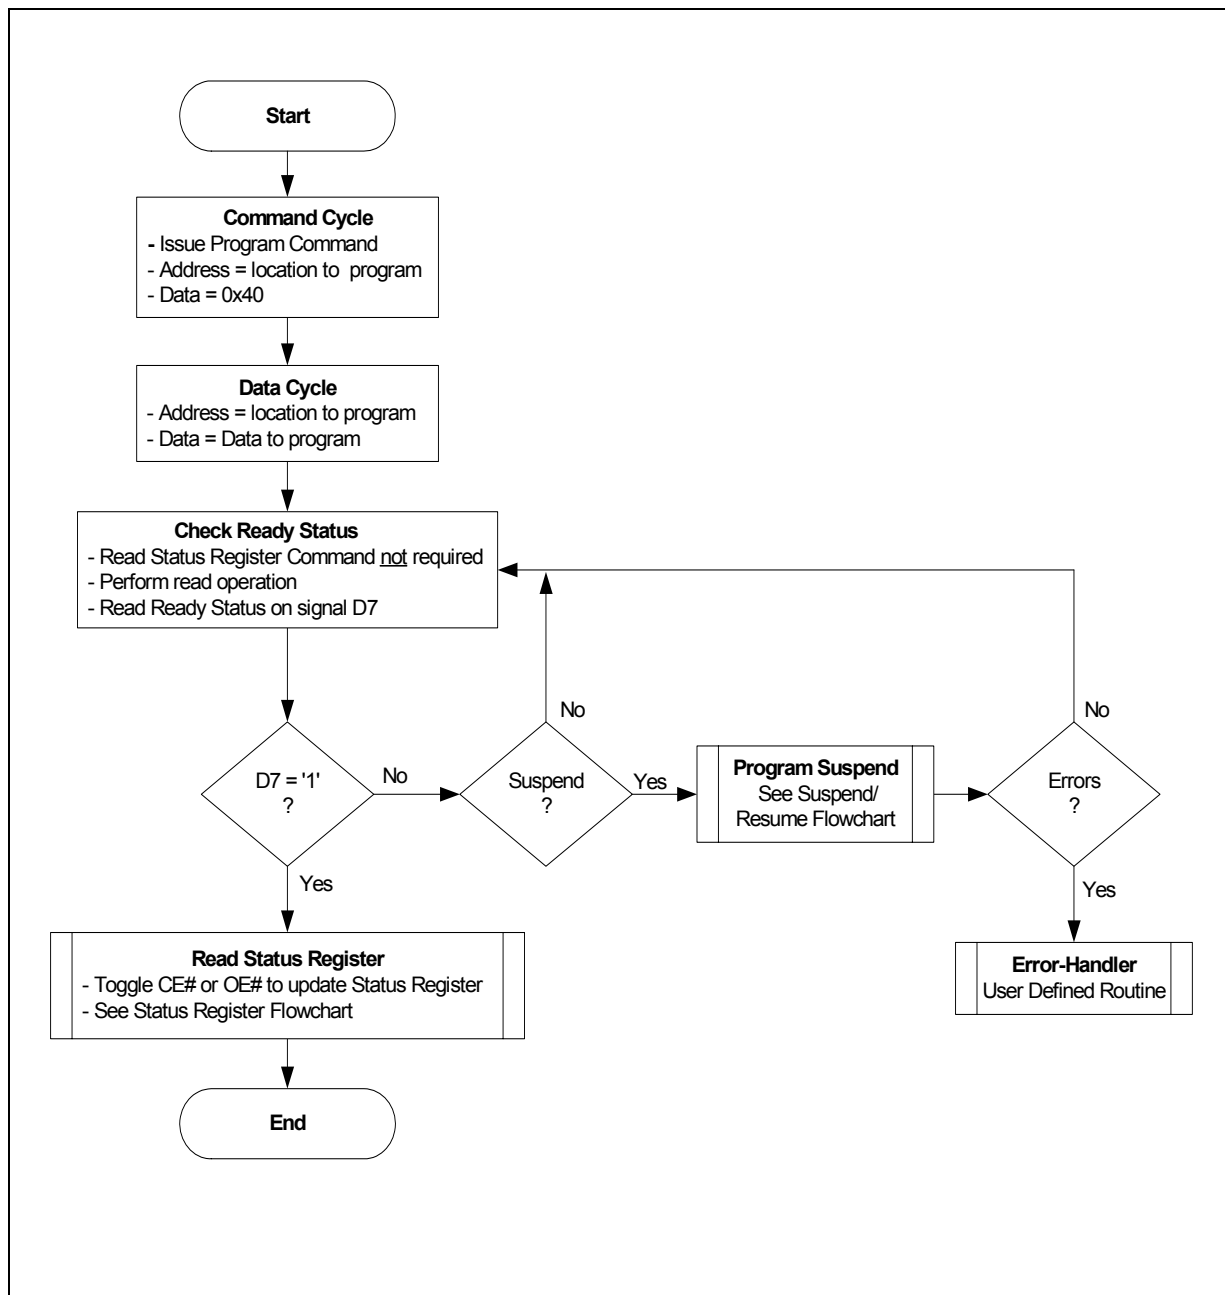 Start
Command Cycle
- Issue Program Command
- Address = location to program
- Data = 0x40
Data Cycle
- Address = location to program
- Data = Data to program
Check Ready Status
- Read Status Register Command not required
- Perform read operation
- Read Ready Status on signal D7
No
No
D7 = '1'
?
No
Suspend
?
Yes
Program Suspend
See Suspend/
Resume Flowchart
Errors
?
Yes
Yes
Read Status Register
- Toggle CE# or OE# to update Status Register
- See Status Register Flowchart
Error-Handler
User Defined Routine
End